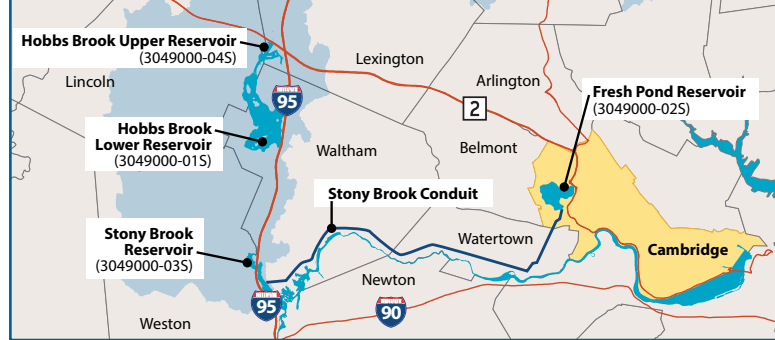 Hobbs Brook Upper Reservoir
(3049000-04S)
Lincoln
Lexington
Arlington
Fresh Pond Reservoir
(3049000-02S)
95
2
Hobbs Brook
Lower Reservoir
(3049000-01S)
Waltham
Belmont
Stony Brook Conduit
Stony Brook
Reservoir
(3049000-03S)
Watertown
Cambridge
Newton
95
90
Weston